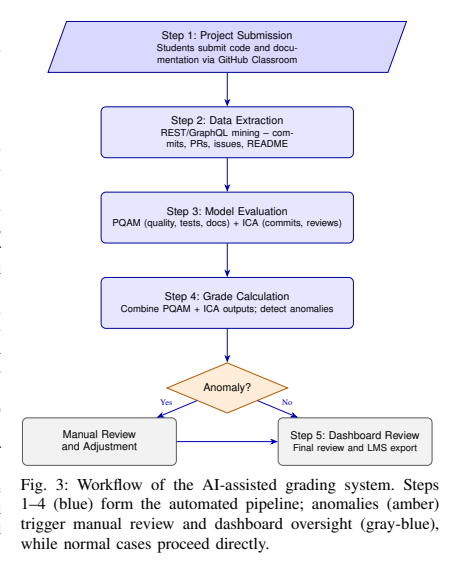 Step 1: Project Submission
Students submit code and docu-
mentation via GitHub Classroom
Step 2: Data Extraction
REST/GraphQL mining – com-
mits, PRs, issues, README
Step 3: Model Evaluation
PQAM (quality, tests, docs) + ICA (commits, reviews)
Step 4: Grade Calculation
Combine PQAM + ICA outputs; detect anomalies
Anomaly?
Yes
No
Manual Review
and Adjustment
Step 5: Dashboard Review
Final review and LMS export
Fig. 3: Workflow of the AI-assisted grading system. Steps
1–4 (blue) form the automated pipeline; anomalies (amber)
trigger manual review and dashboard oversight (gray-blue),
while normal cases proceed directly.